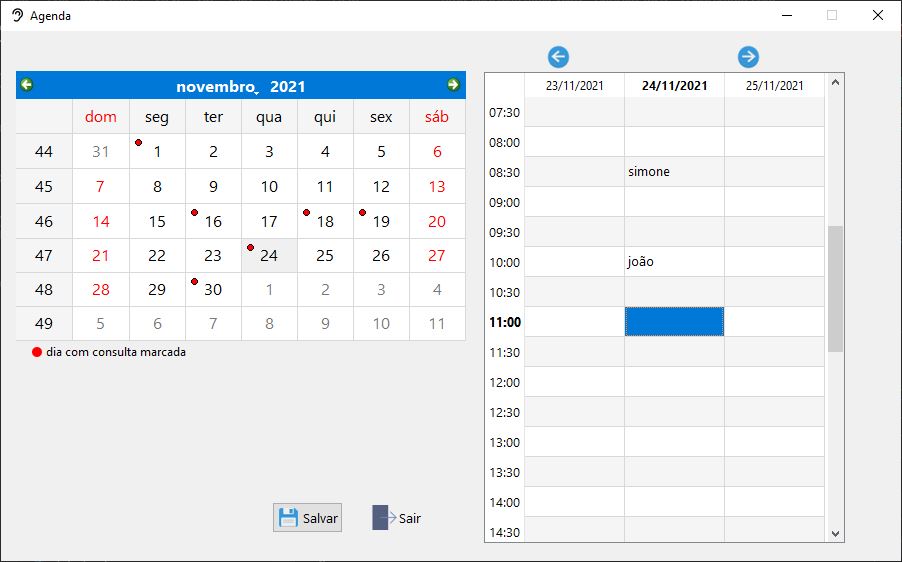 Agenda
novembro 2021
dom seg ter qua qui sex sáb
44 31 1 2 3 4 5 6
45 7 8 9 10 11 12 13
46 14 15 16 17 18 19 20
47 21 22 23 24 25 26 27
48 28 29 30 1 2 3 4
49 5 6 7 8 9 10 11
dia com consulta marcada
Salvar Sair
23/11/2021 24/11/2021 25/11/2021
07:30
08:00
08:30 simone
09:00
09:30
10:00 joão
10:30
11:00
11:30
12:00
12:30
13:00
13:30
14:00
14:30